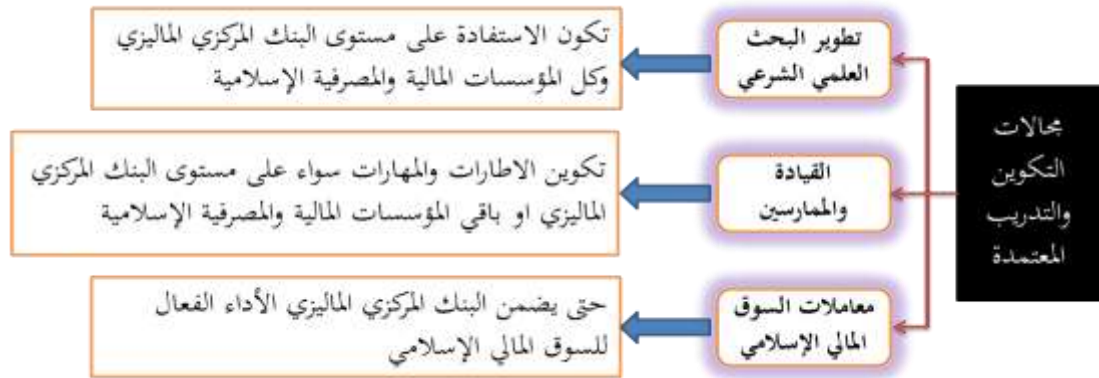 مجالات
التكوين
والتدريب
المعتمدة
تطوير البحث
العلمي الشرعي
تكون الاستفادة على مستوى البنك المركزي الماليزي
وكل المؤسسات المالية والمصرفية الإسلامية
القيادة
والممارسين
تكوين الاطارات والمهارات سواء على مستوى البنك المركزي
الماليزي او باقي المؤسسات المالية والمصرفية الإسلامية
معاملات السوق
المالي الإسلامي
حتى يضمن البنك المركزي الماليزي الأداء الفعال
للسوق المالي الإسلامي